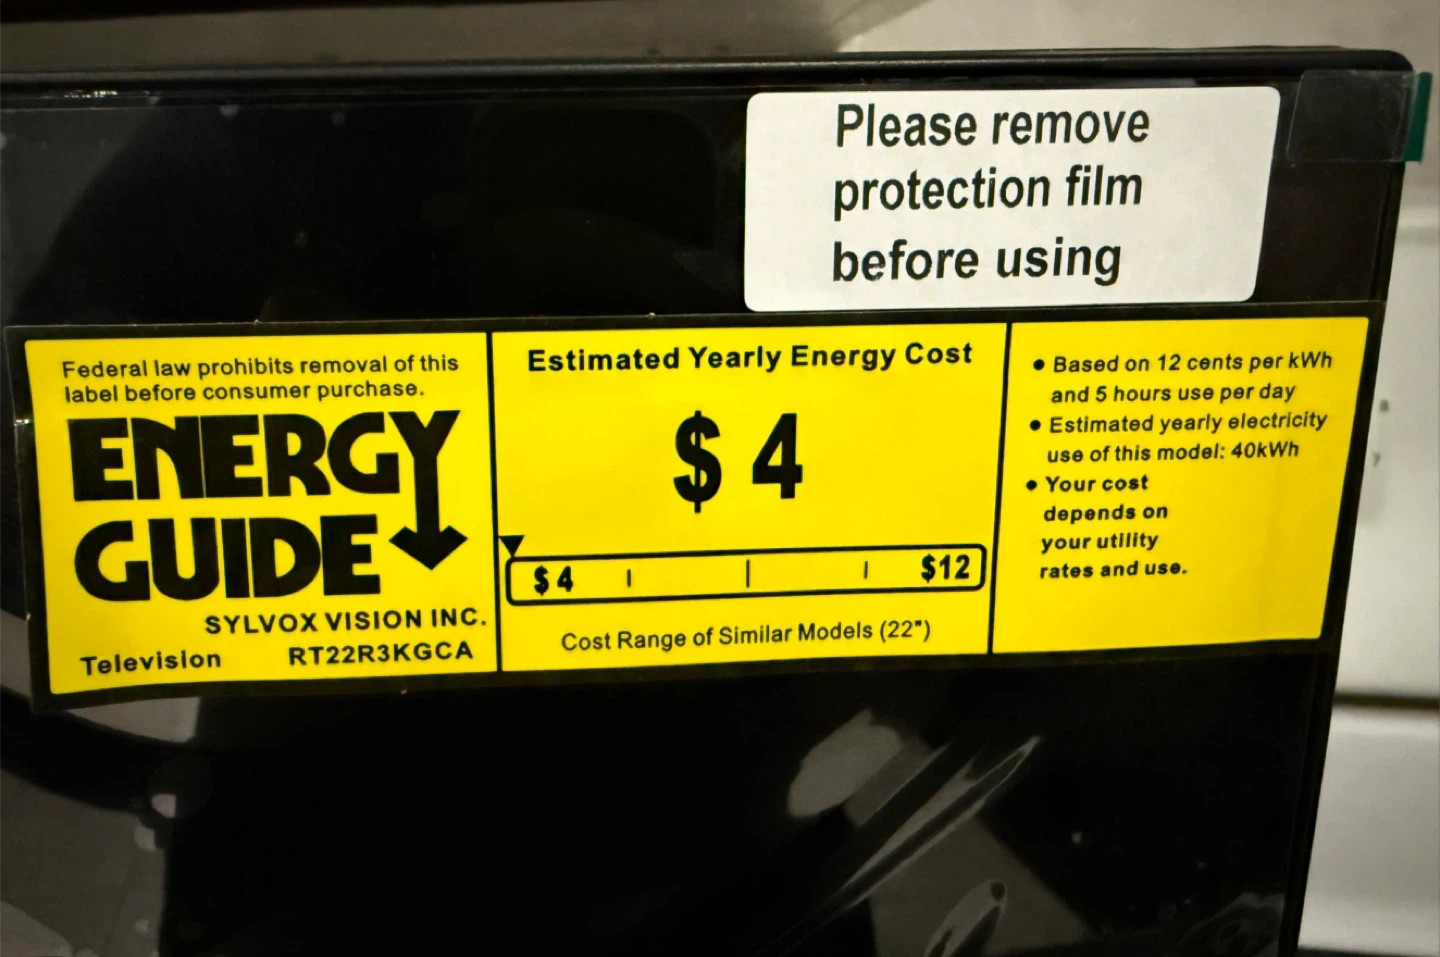 Please remove
protection film
before using
Federal law prohibits removal of this
label before consumer purchase.
ENERGY
GUIDE
SYLVOX VISION INC.
Television RT22R3KGCA
Estimated Yearly Energy Cost
$ 4
$ 4 $12
Cost Range of Similar Models (22")
• Based on 12 cents per kWh
and 5 hours use per day
• Estimated yearly electricity
use of this model: 40kWh
• Your cost
depends on
your utility
rates and use.